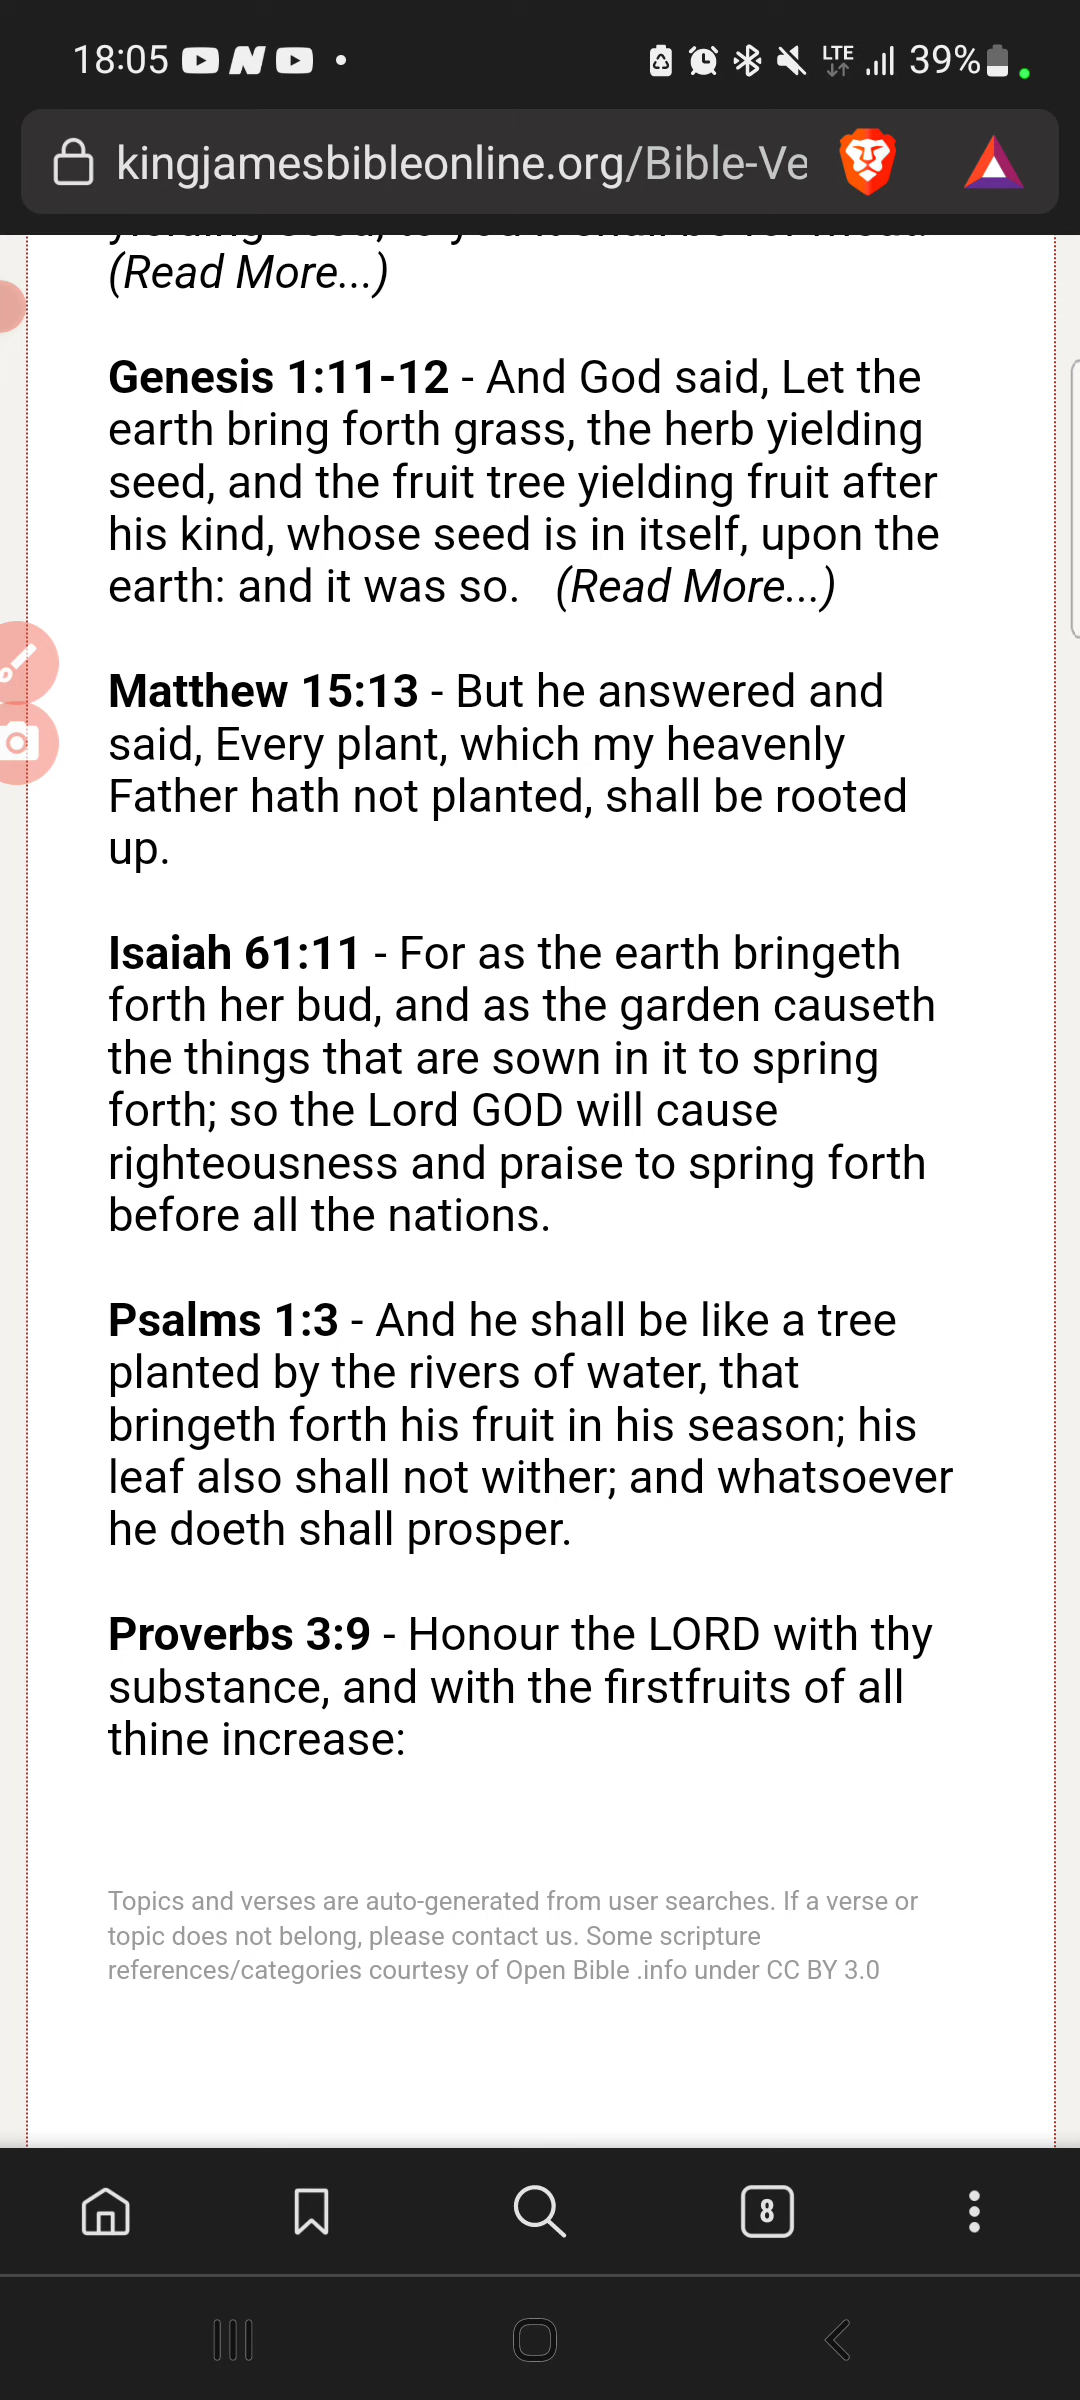 18:05
LTE
39%
kingjamesbibleonline.org/Bible-Ve
(Read More...)
Genesis 1:11-12 - And God said, Let the
earth bring forth grass, the herb yielding
seed, and the fruit tree yielding fruit after
his kind, whose seed is in itself, upon the
earth: and it was so. (Read More...)
Matthew 15:13 - But he answered and
said, Every plant, which my heavenly
Father hath not planted, shall be rooted
up.
Isaiah 61:11 - For as the earth bringeth
forth her bud, and as the garden causeth
the things that are sown in it to spring
forth; so the Lord GOD will cause
righteousness and praise to spring forth
before all the nations.
Psalms 1:3 - And he shall be like a tree
planted by the rivers of water, that
bringeth forth his fruit in his season; his
leaf also shall not wither; and whatsoever
he doeth shall prosper.
Proverbs 3:9 - Honour the LORD with thy
substance, and with the firstfruits of all
thine increase:
Topics and verses are auto-generated from user searches. If a verse or
topic does not belong, please contact us. Some scripture
references/categories courtesy of Open Bible .info under CC BY 3.0
8